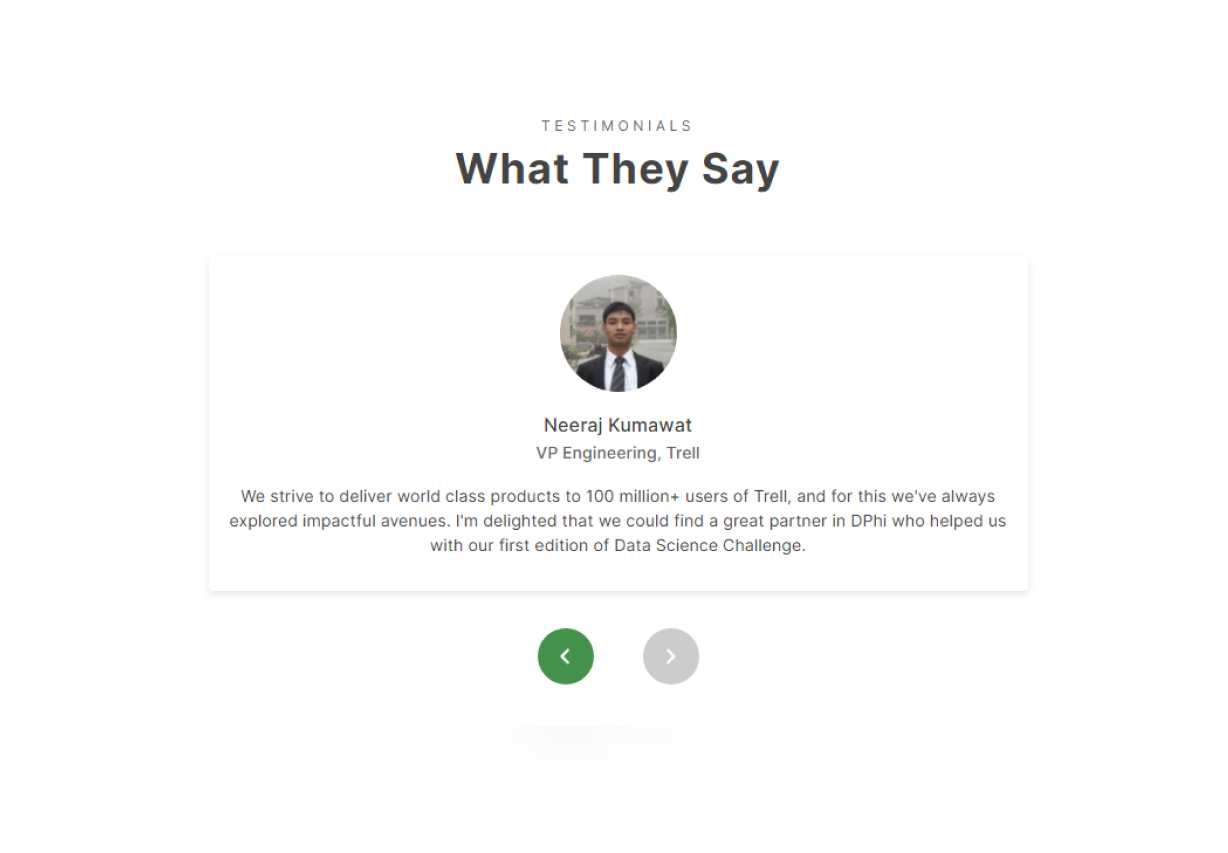 TESTIMONIALS
What They Say
Neeraj Kumawat
VP Engineering, Trell
We strive to deliver world class products to 100 million+ users of Trell, and for this we've always
explored impactful avenues. I'm delighted that we could find a great partner in DPhi who helped us
with our first edition of Data Science Challenge.